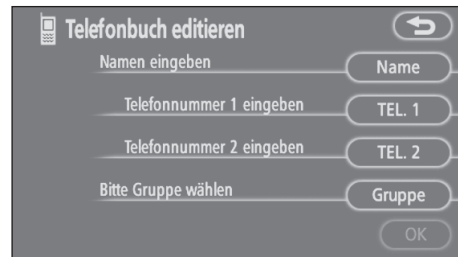 Telefonbuch editieren
Namen eingeben Name
Telefonnummer 1 eingeben TEL. 1
Telefonnummer 2 eingeben TEL. 2
Bitte Gruppe wählen Gruppe
OK